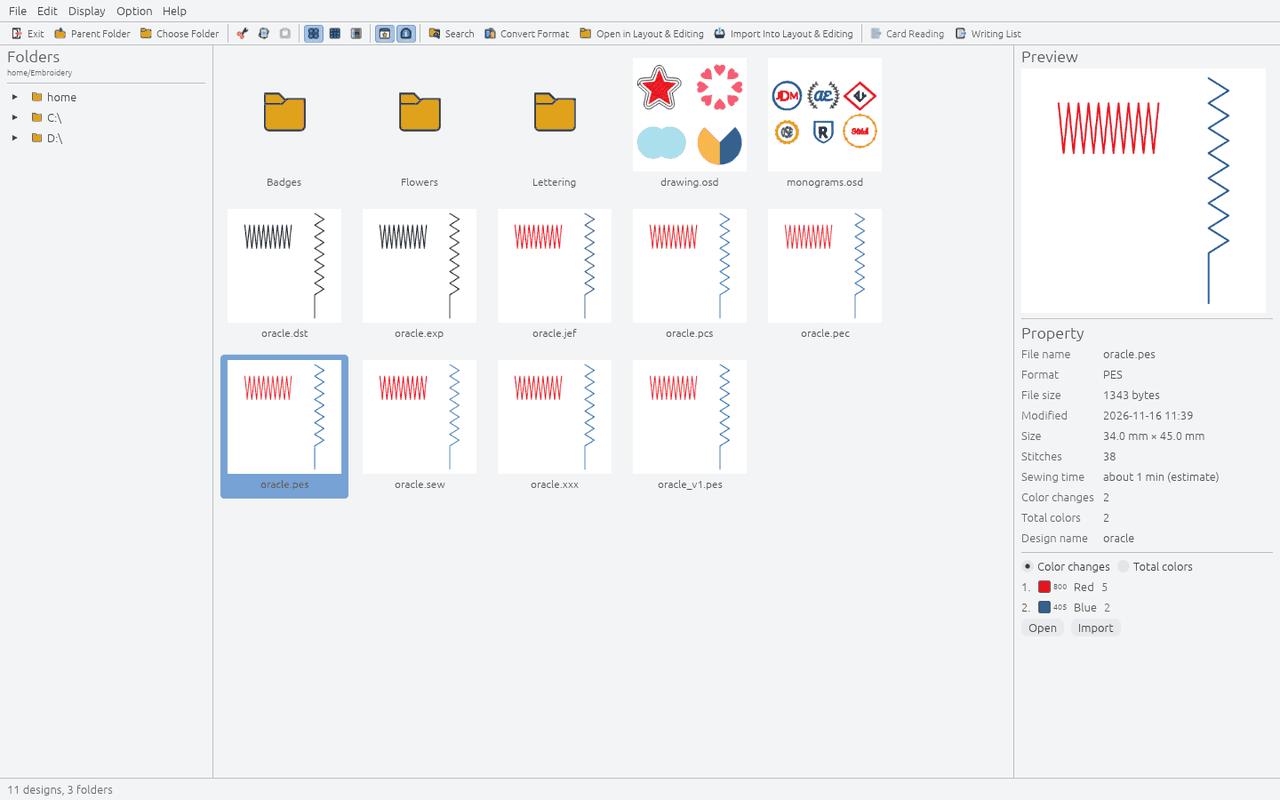 File Edit Display Option Help
Exit Parent Folder Choose Folder Search Convert Format Open in Layout & Editing Import Into Layout & Editing Card Reading Writing List
Folders
home/Embroidery
home
C:\
D:\
Badges Flowers Lettering drawing.osd monograms.osd
JDM Æ R
oracle.dst oracle.exp oracle.jef oracle.pcs oracle.pec
oracle.pes oracle.sew oracle.xxx oracle_v1.pes
Preview
Property
File name oracle.pes
Format PES
File size 1343 bytes
Modified 2026-11-16 11:39
Size 34.0 mm × 45.0 mm
Stitches 38
Sewing time about 1 min (estimate)
Color changes 2
Total colors 2
Design name oracle
Color changes Total colors
1. 800 Red 5
2. 405 Blue 2
Open Import
11 designs, 3 folders